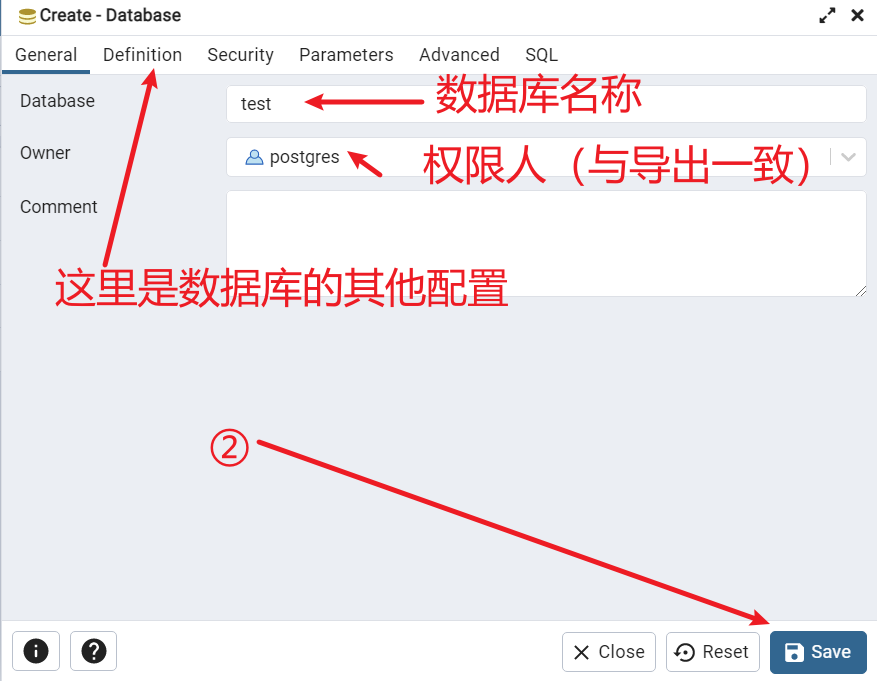 Create - Database
General Definition Security Parameters Advanced SQL
Database test 数据库名称
Owner postgres 权限人（与导出一致）
Comment
这里是数据库的其他配置
②
Close Reset Save